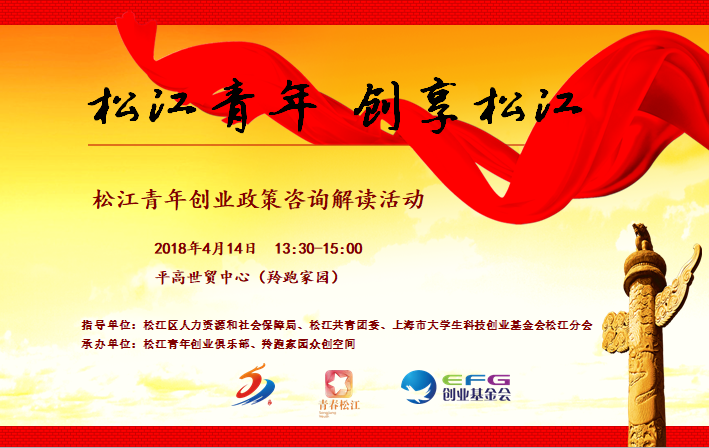 松江青年 创享松江
松江青年创业政策咨询解读活动
2018年4月14日 13:30-15:00
平高世贸中心（羚跑家园）
指导单位：松江区人力资源和社会保障局、松江共青团委、上海市大学生科技创业基金会松江分会
承办单位：松江青年创业俱乐部、羚跑家园众创空间
青春松江
EFG
创业基金会